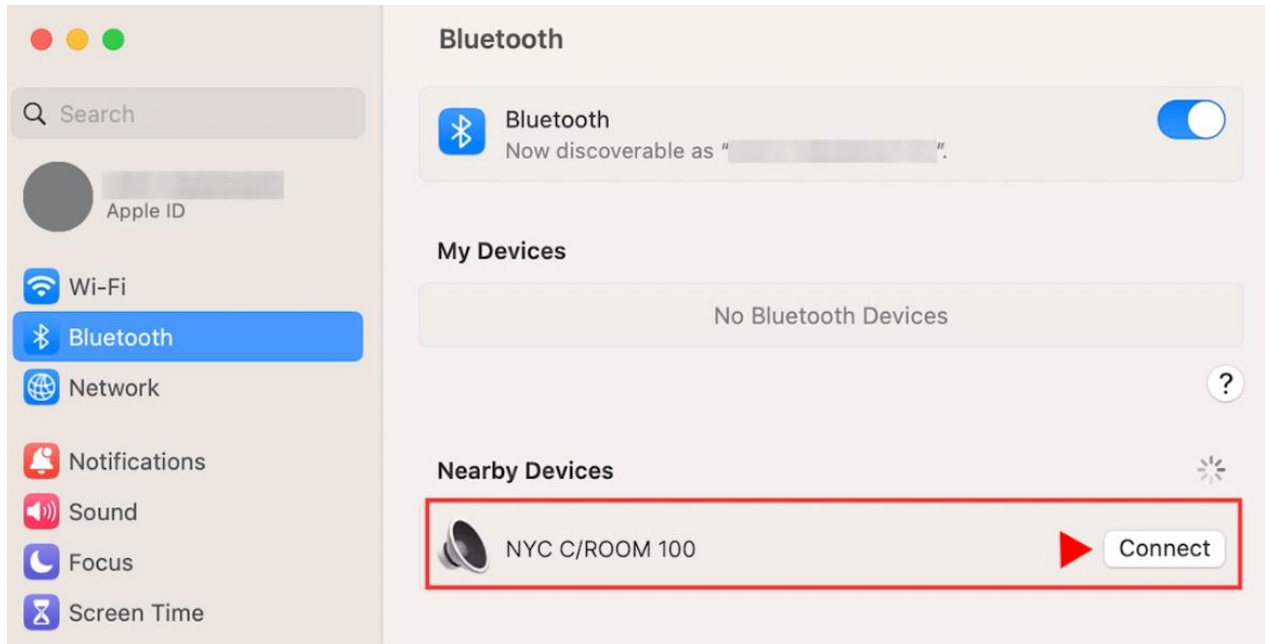 Search
Apple ID
Wi-Fi
Bluetooth
Network
Notifications
Sound
Focus
Screen Time
Bluetooth
Bluetooth
Now discoverable as “ ”.
My Devices
No Bluetooth Devices
?
Nearby Devices
NYC C/ROOM 100
Connect